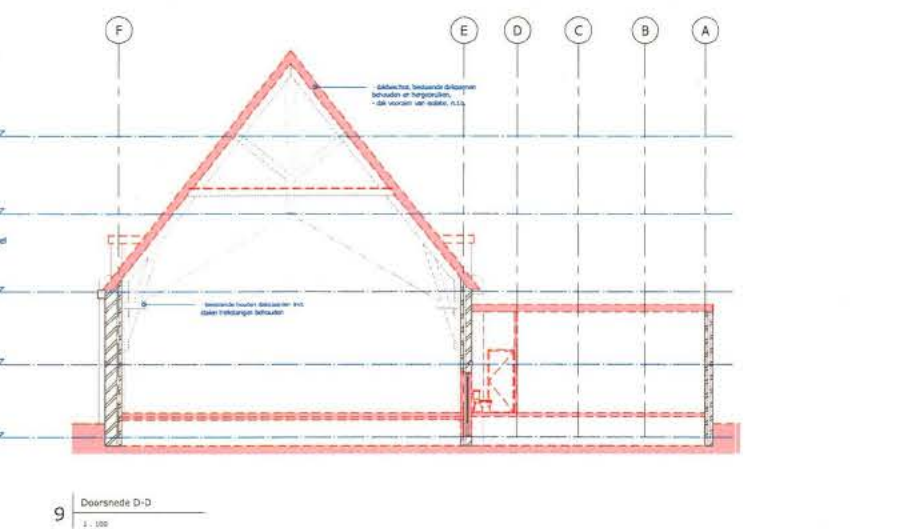 F E D C B A
- dakbeschot, bestaande dakpannen
behouden en hergebruiken,
- dak voorzien van isolatie, n.t.b.
el
bestaande houten dakspanten
stalen trekstangen behouden
9 Doorsnede D-D
1 : 100